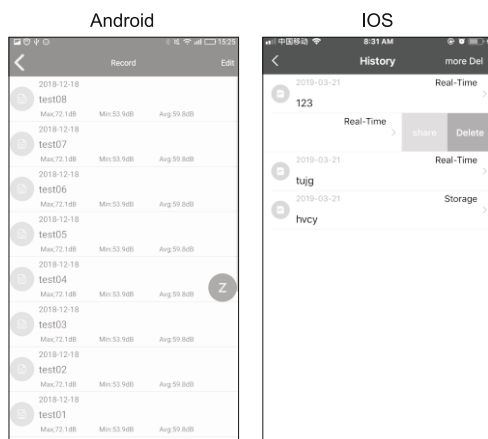 Android
IOS
15:25
Record
Edit
2018-12-18
test08
Max:72.1dB Min:53.9dB Avg:59.8dB
2018-12-18
test07
Max:72.1dB Min:53.9dB Avg:59.8dB
2018-12-18
test06
Max:72.1dB Min:53.9dB Avg:59.8dB
2018-12-18
test05
Max:72.1dB Min:53.9dB Avg:59.8dB
2018-12-18
test04
Max:72.1dB Min:53.9dB Avg:59.8dB
Z
2018-12-18
test03
Max:72.1dB Min:53.9dB Avg:59.8dB
2018-12-18
test02
Max:72.1dB Min:53.9dB Avg:59.8dB
2018-12-18
test01
Max:72.1dB Min:53.9dB Avg:59.8dB
中国移动 8:31 AM
History more Del
2019-03-21 Real-Time
123
Real-Time share Delete
2019-03-21 Real-Time
tujg
2019-03-21 Storage
hvcy